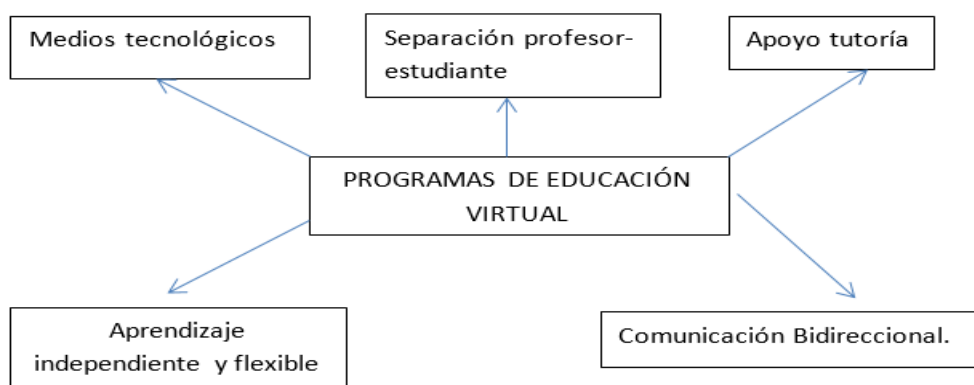 Medios tecnológicos
Separación profesor-
estudiante
Apoyo tutoría
PROGRAMAS DE EDUCACIÓN
VIRTUAL
Aprendizaje
independiente y flexible
Comunicación Bidireccional.